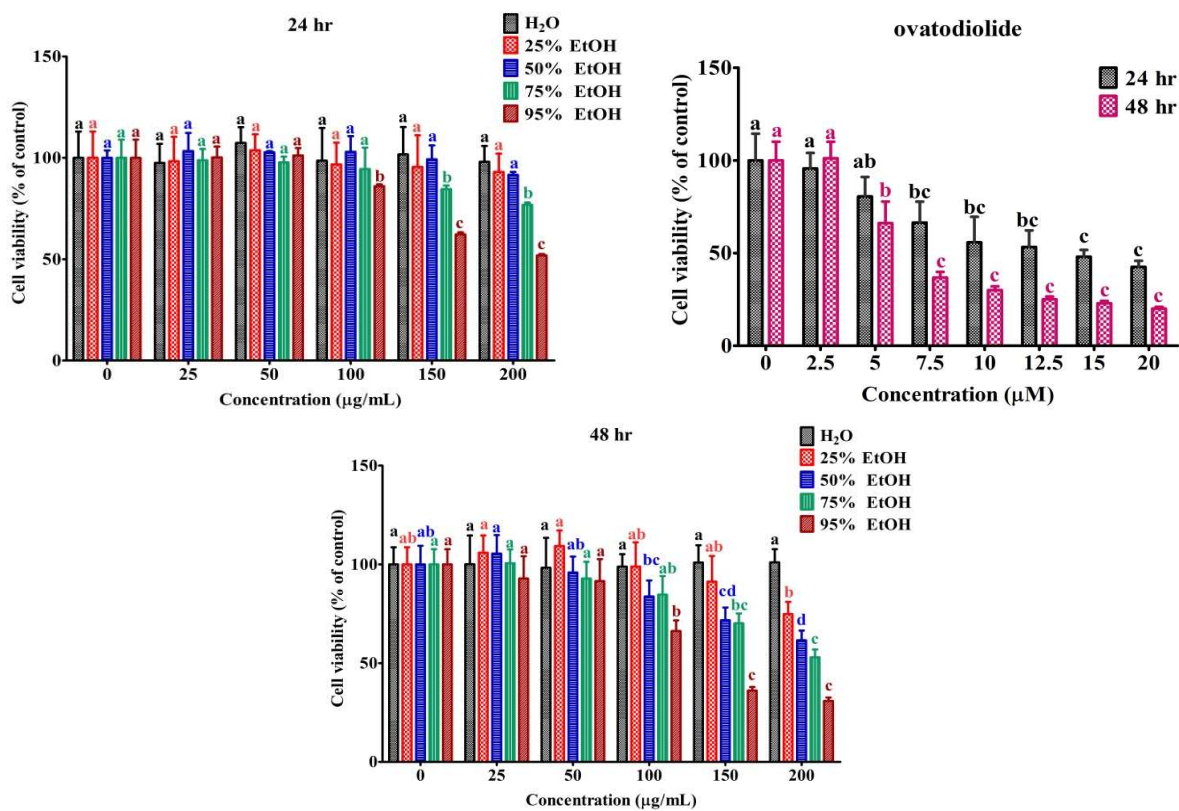 24 hr
H₂O
25% EtOH
50% EtOH
75% EtOH
95% EtOH
Cell viability (% of control)
150
100
50
0
a a a a a
a a a a a
a a a a a
a a a a b
a a a b c
a a a b c
0 25 50 100 150 200
Concentration (μg/mL)
ovatodiolide
24 hr
48 hr
Cell viability (% of control)
150
100
50
0
a a
a a
ab b
bc c
bc c
bc c
c c
c c
0 2.5 5 7.5 10 12.5 15 20
Concentration (μM)
48 hr
H₂O
25% EtOH
50% EtOH
75% EtOH
95% EtOH
Cell viability (% of control)
150
100
50
0
a ab ab a a
a a a a a
a a ab a a
a ab bc ab b
a ab cd bc c
a b d c c
0 25 50 100 150 200
Concentration (μg/mL)